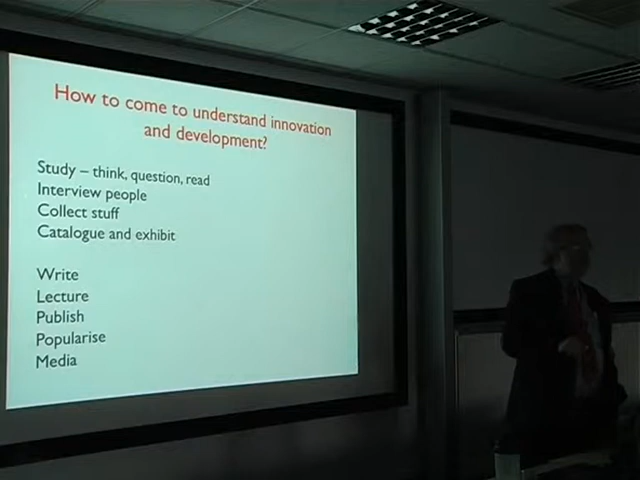 How to come to understand innovation
and development?
Study – think, question, read
Interview people
Collect stuff
Catalogue and exhibit
Write
Lecture
Publish
Popularise
Media